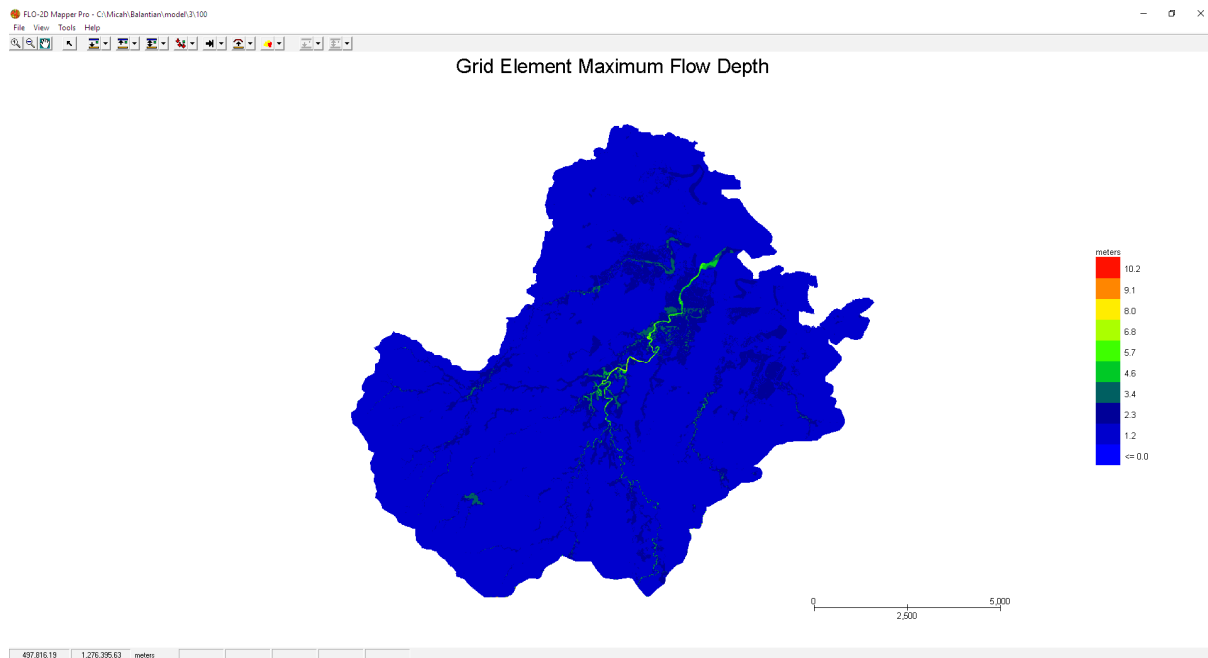 FLO-2D Mapper Pro - C:\Micah\Balantian\model\3\100
File View Tools Help
Grid Element Maximum Flow Depth
meters
10.2
9.1
8.0
6.8
5.7
4.6
3.4
2.3
1.2
<= 0.0
0 5,000
2,500
497,816.19 1,276,395.63 meters